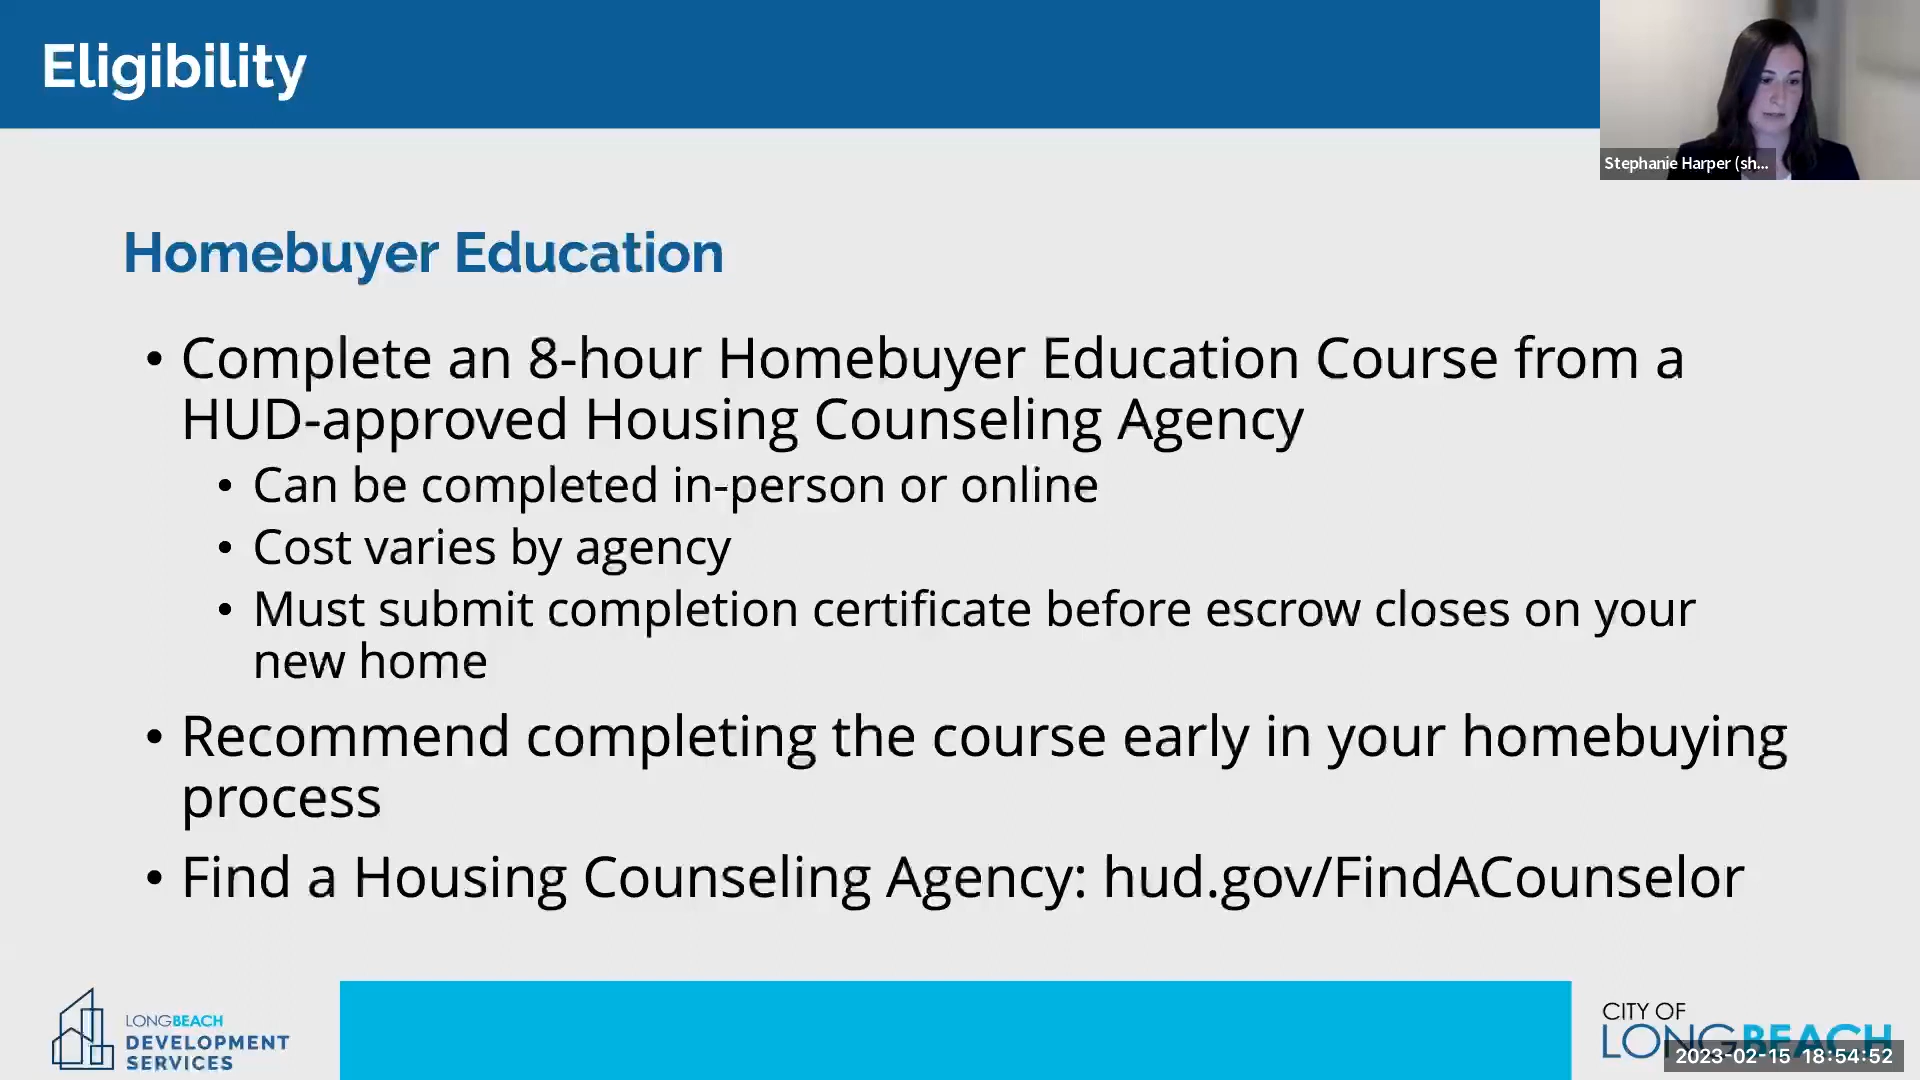 Eligibility
Stephanie Harper (sh...
Homebuyer Education
• Complete an 8-hour Homebuyer Education Course from a
HUD-approved Housing Counseling Agency
• Can be completed in-person or online
• Cost varies by agency
• Must submit completion certificate before escrow closes on your
new home
• Recommend completing the course early in your homebuying
process
• Find a Housing Counseling Agency: hud.gov/FindACounselor
LONGBEACH
DEVELOPMENT
SERVICES
CITY OF
LONGBEACH
2023-02-15 18:54:52